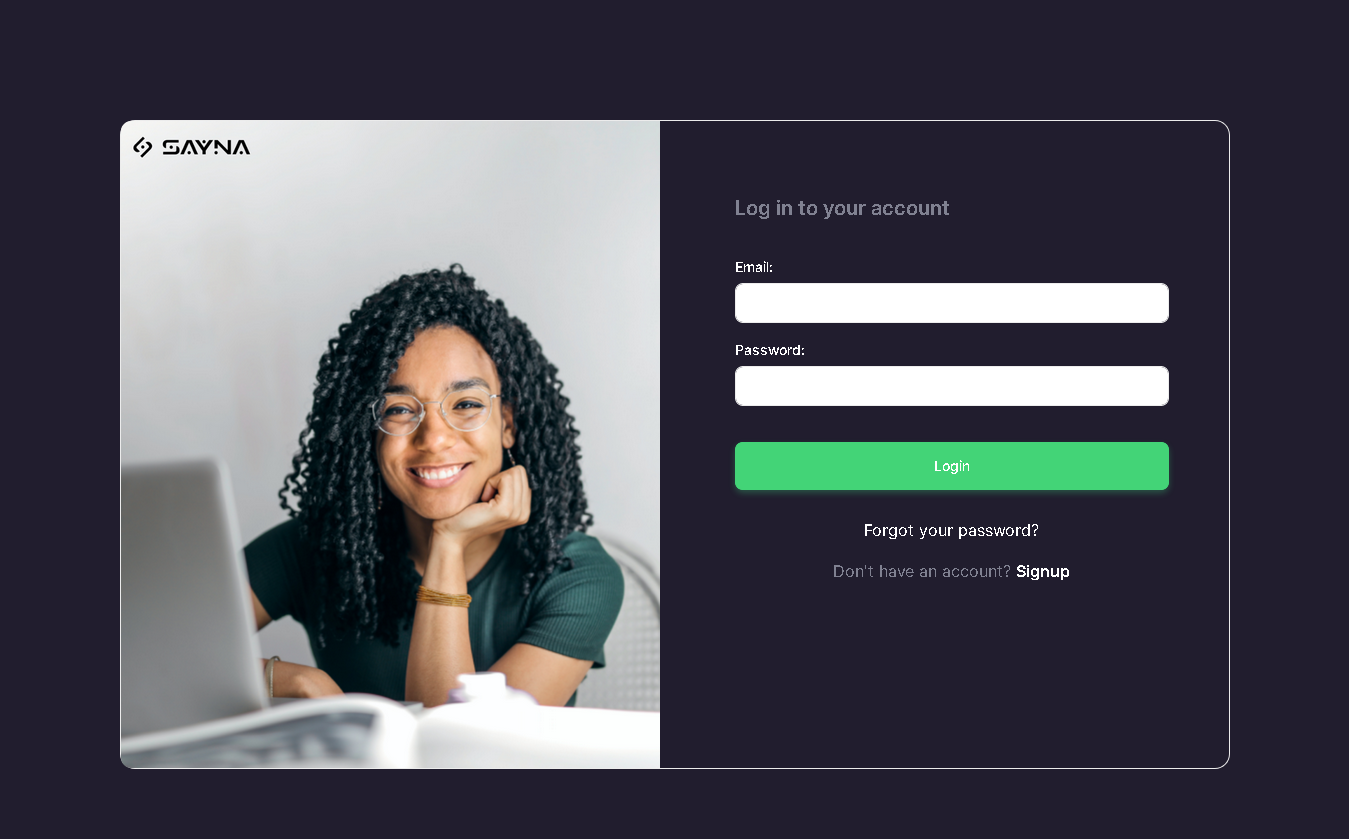 SAYNA
Log in to your account
Email:
Password:
Login
Forgot your password?
Don't have an account? Signup